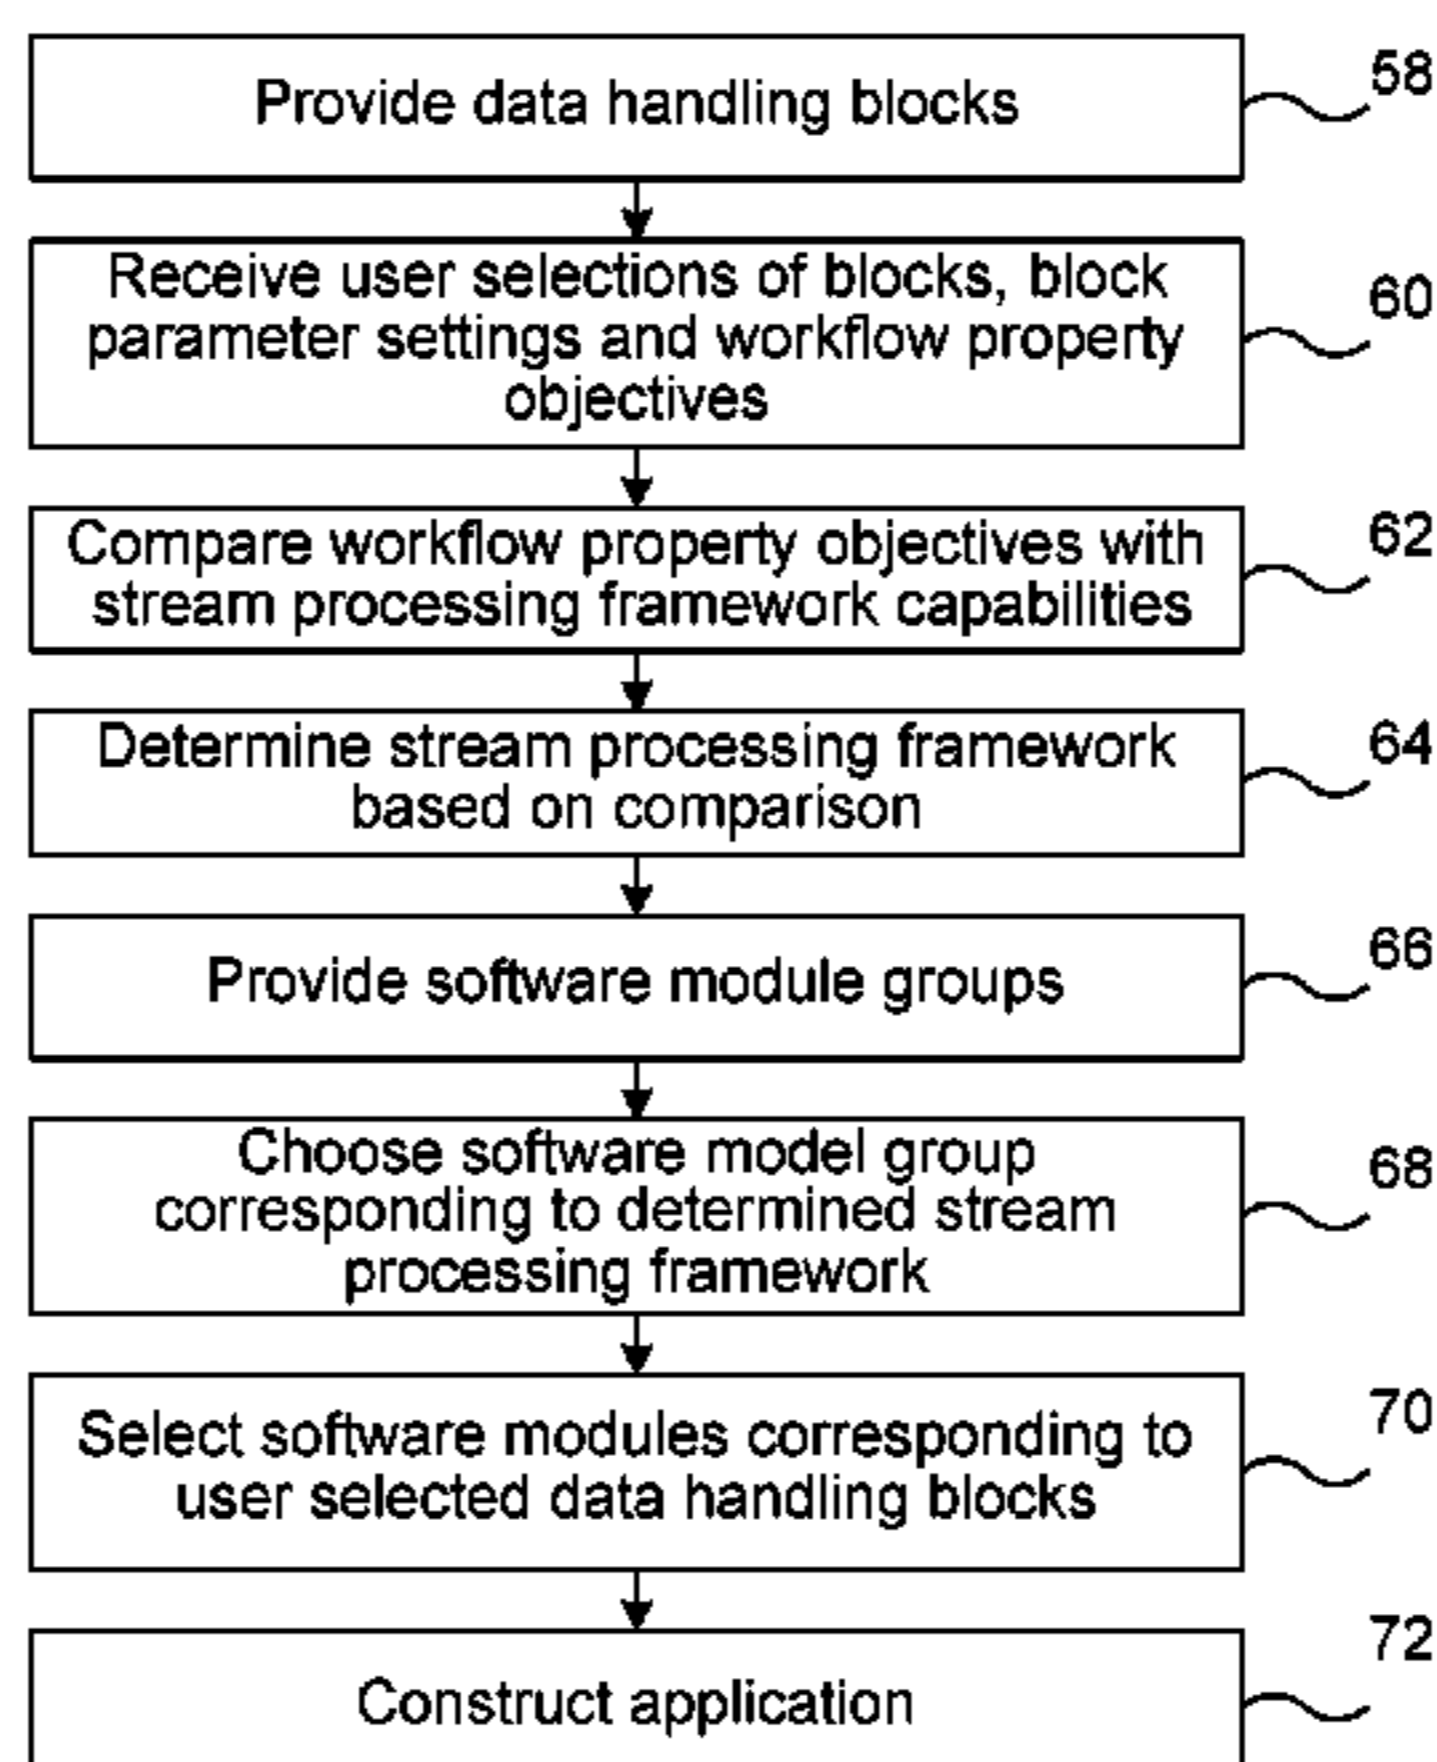 Provide data handling blocks
58
Receive user selections of blocks, block
parameter settings and workflow property
objectives
60
Compare workflow property objectives with
stream processing framework capabilities
62
Determine stream processing framework
based on comparison
64
Provide software module groups
66
Choose software model group
corresponding to determined stream
processing framework
68
Select software modules corresponding to
user selected data handling blocks
70
Construct application
72